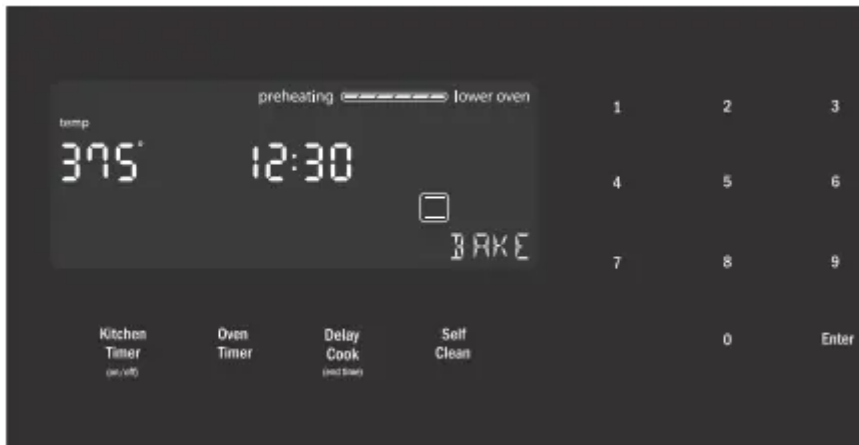 preheating lower oven
temp
375° 12:30
BAKE
1 2 3
4 5 6
7 8 9
0 Enter
Kitchen Timer (on/off)
Oven Timer
Delay Cook (end time)
Self Clean